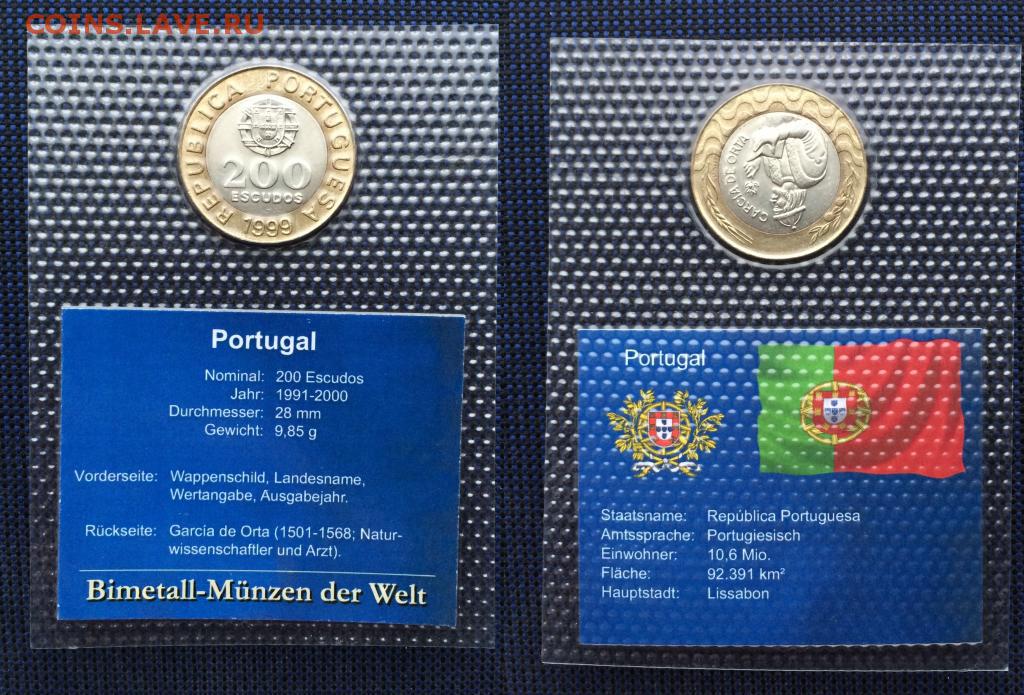 COINS.LAVE.RU
REPUBLICA PORTUGUESA
200
ESCUDOS
1999
GARCIA DE ORTA
Portugal
Nominal: 200 Escudos
Jahr: 1991-2000
Durchmesser: 28 mm
Gewicht: 9,85 g
Vorderseite: Wappenschild, Landesname,
Wertangabe, Ausgabejahr.
Rückseite: Garcia de Orta (1501-1568; Natur-
wissenschaftler und Arzt).
Bimetall-Münzen der Welt
Portugal
Staatsname: República Portuguesa
Amtssprache: Portugiesisch
Einwohner: 10,6 Mio.
Fläche: 92.391 km²
Hauptstadt: Lissabon